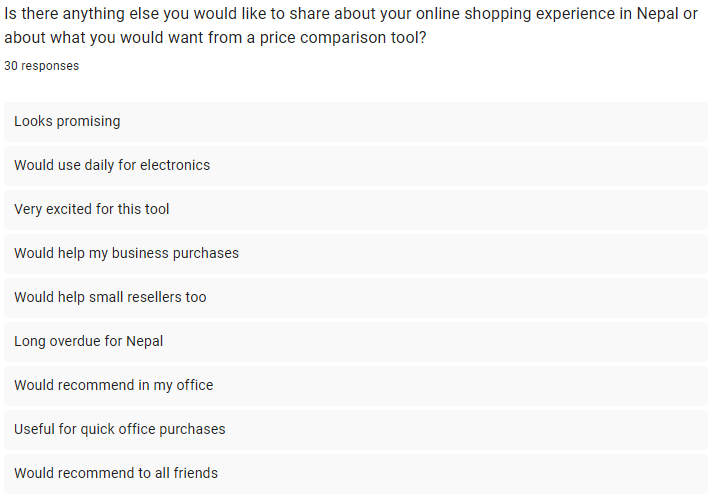 Is there anything else you would like to share about your online shopping experience in Nepal or
about what you would want from a price comparison tool?
30 responses
Looks promising
Would use daily for electronics
Very excited for this tool
Would help my business purchases
Would help small resellers too
Long overdue for Nepal
Would recommend in my office
Useful for quick office purchases
Would recommend to all friends